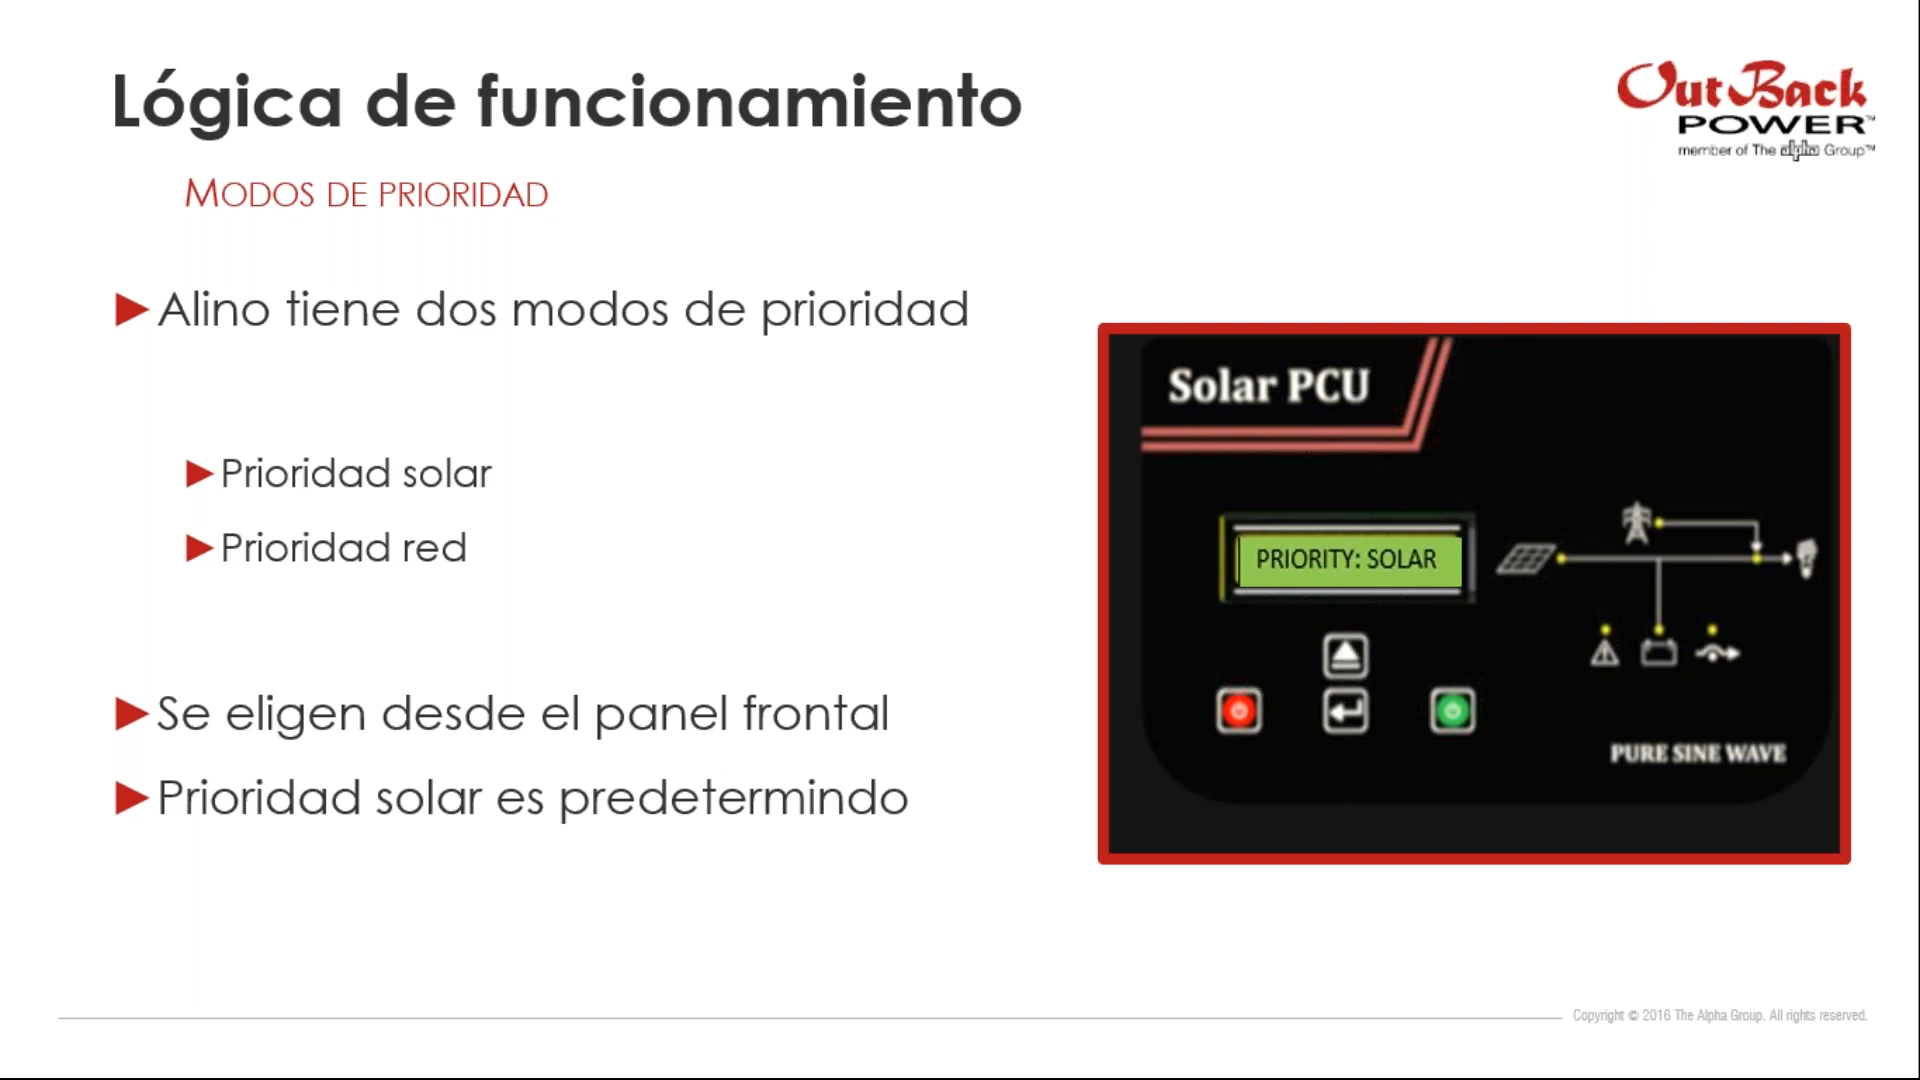 Lógica de funcionamiento
OutBack
POWER™
member of The alpha Group™
MODOS DE PRIORIDAD
Alino tiene dos modos de prioridad
Prioridad solar
Prioridad red
Se eligen desde el panel frontal
Prioridad solar es predetermindo
Solar PCU
PRIORITY: SOLAR
PURE SINE WAVE
Copyright © 2016 The Alpha Group. All rights reserved.